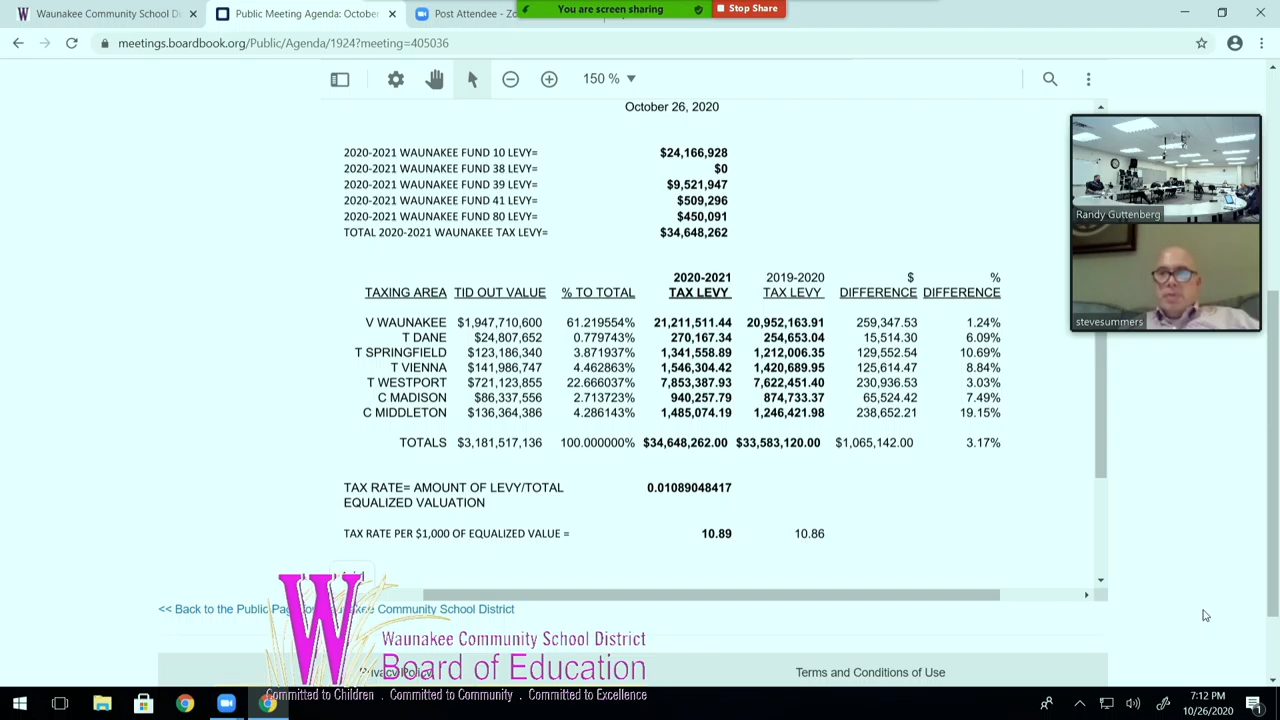 Waunakee Community School Di
Public Meeting Agenda: October
Post Attendee - Zo
You are screen sharing
Stop Share
meetings.boardbook.org/Public/Agenda/1924?meeting=405036
150 %
October 26, 2020
2020-2021 WAUNAKEE FUND 10 LEVY= $24,166,928
2020-2021 WAUNAKEE FUND 38 LEVY= $0
2020-2021 WAUNAKEE FUND 39 LEVY= $9,521,947
2020-2021 WAUNAKEE FUND 41 LEVY= $509,296
2020-2021 WAUNAKEE FUND 80 LEVY= $450,091
TOTAL 2020-2021 WAUNAKEE TAX LEVY= $34,648,262
2020-2021 2019-2020 $ %
TAXING AREA TID OUT VALUE % TO TOTAL TAX LEVY TAX LEVY DIFFERENCE DIFFERENCE
V WAUNAKEE $1,947,710,600 61.219554% 21,211,511.44 20,952,163.91 259,347.53 1.24%
T DANE $24,807,652 0.779743% 270,167.34 254,653.04 15,514.30 6.09%
T SPRINGFIELD $123,186,340 3.871937% 1,341,558.89 1,212,006.35 129,552.54 10.69%
T VIENNA $141,986,747 4.462863% 1,546,304.42 1,420,689.95 125,614.47 8.84%
T WESTPORT $721,123,855 22.666037% 7,853,387.93 7,622,451.40 230,936.53 3.03%
C MADISON $86,337,556 2.713723% 940,257.79 874,733.37 65,524.42 7.49%
C MIDDLETON $136,364,386 4.286143% 1,485,074.19 1,246,421.98 238,652.21 19.15%
TOTALS $3,181,517,136 100.000000% $34,648,262.00 $33,583,120.00 $1,065,142.00 3.17%
TAX RATE= AMOUNT OF LEVY/TOTAL 0.01089048417
EQUALIZED VALUATION
TAX RATE PER $1,000 OF EQUALIZED VALUE = 10.89 10.86
Randy Guttenberg
stevesummers
<< Back to the Public Pag Community School District
W
Waunakee Community School District
Board of Education
Committed to Children . Committed to Community . Committed to Excellence
Terms and Conditions of Use
7:12 PM
10/26/2020
1